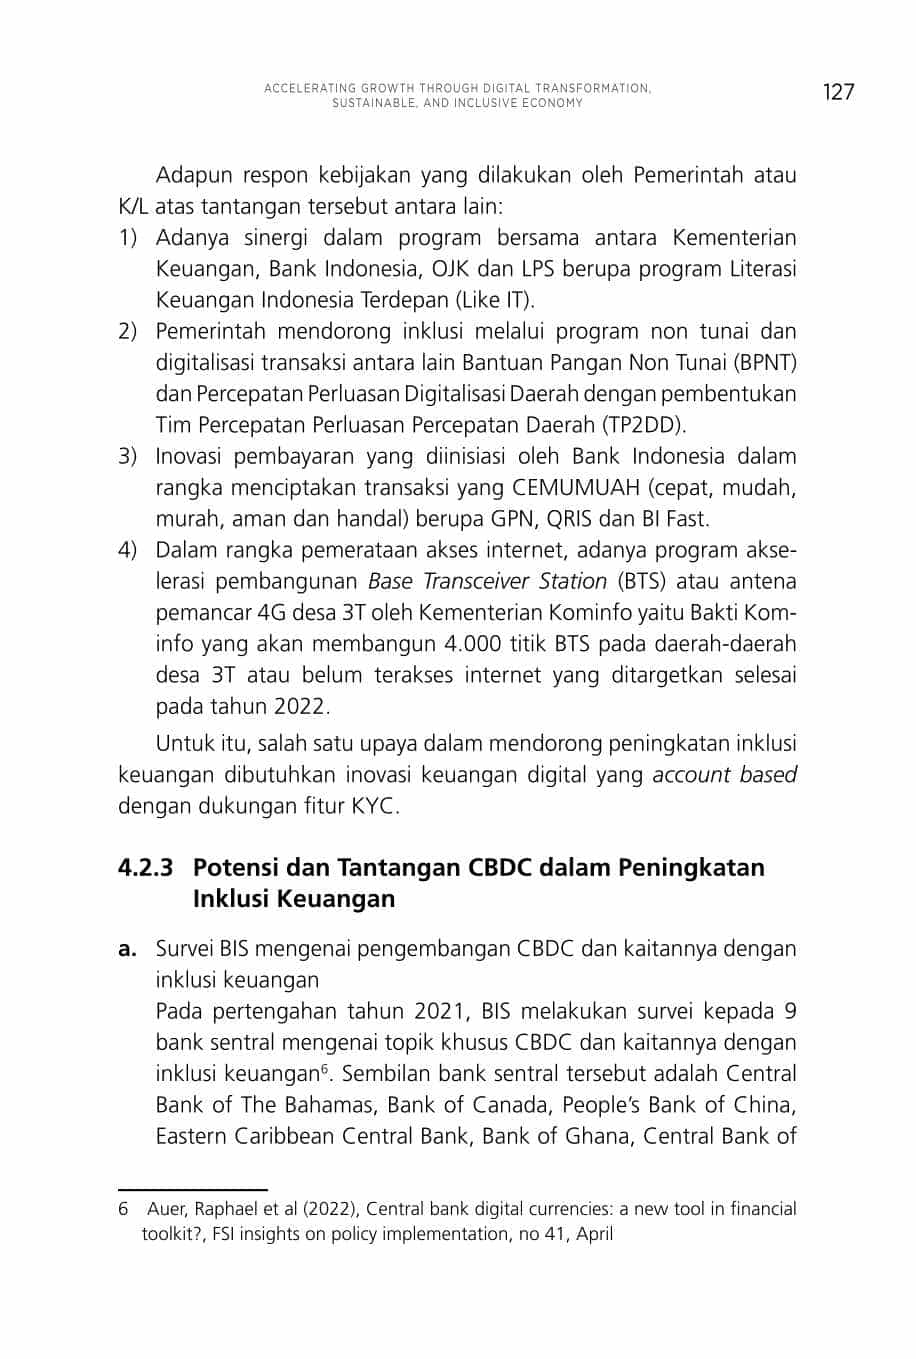 ACCELERATING GROWTH THROUGH DIGITAL TRANSFORMATION,
SUSTAINABLE, AND INCLUSIVE ECONOMY
127
Adapun respon kebijakan yang dilakukan oleh Pemerintah atau
K/L atas tantangan tersebut antara lain:
1) Adanya sinergi dalam program bersama antara Kementerian
Keuangan, Bank Indonesia, OJK dan LPS berupa program Literasi
Keuangan Indonesia Terdepan (Like IT).
2) Pemerintah mendorong inklusi melalui program non tunai dan
digitalisasi transaksi antara lain Bantuan Pangan Non Tunai (BPNT)
dan Percepatan Perluasan Digitalisasi Daerah dengan pembentukan
Tim Percepatan Perluasan Percepatan Daerah (TP2DD).
3) Inovasi pembayaran yang diinisiasi oleh Bank Indonesia dalam
rangka menciptakan transaksi yang CEMUMUAH (cepat, mudah,
murah, aman dan handal) berupa GPN, QRIS dan BI Fast.
4) Dalam rangka pemerataan akses internet, adanya program akse-
lerasi pembangunan Base Transceiver Station (BTS) atau antena
pemancar 4G desa 3T oleh Kementerian Kominfo yaitu Bakti Kom-
info yang akan membangun 4.000 titik BTS pada daerah-daerah
desa 3T atau belum terakses internet yang ditargetkan selesai
pada tahun 2022.
Untuk itu, salah satu upaya dalam mendorong peningkatan inklusi
keuangan dibutuhkan inovasi keuangan digital yang account based
dengan dukungan fitur KYC.
4.2.3 Potensi dan Tantangan CBDC dalam Peningkatan
Inklusi Keuangan
a. Survei BIS mengenai pengembangan CBDC dan kaitannya dengan
inklusi keuangan
Pada pertengahan tahun 2021, BIS melakukan survei kepada 9
bank sentral mengenai topik khusus CBDC dan kaitannya dengan
inklusi keuangan⁶. Sembilan bank sentral tersebut adalah Central
Bank of The Bahamas, Bank of Canada, People’s Bank of China,
Eastern Caribbean Central Bank, Bank of Ghana, Central Bank of
6 Auer, Raphael et al (2022), Central bank digital currencies: a new tool in financial
toolkit?, FSI insights on policy implementation, no 41, April